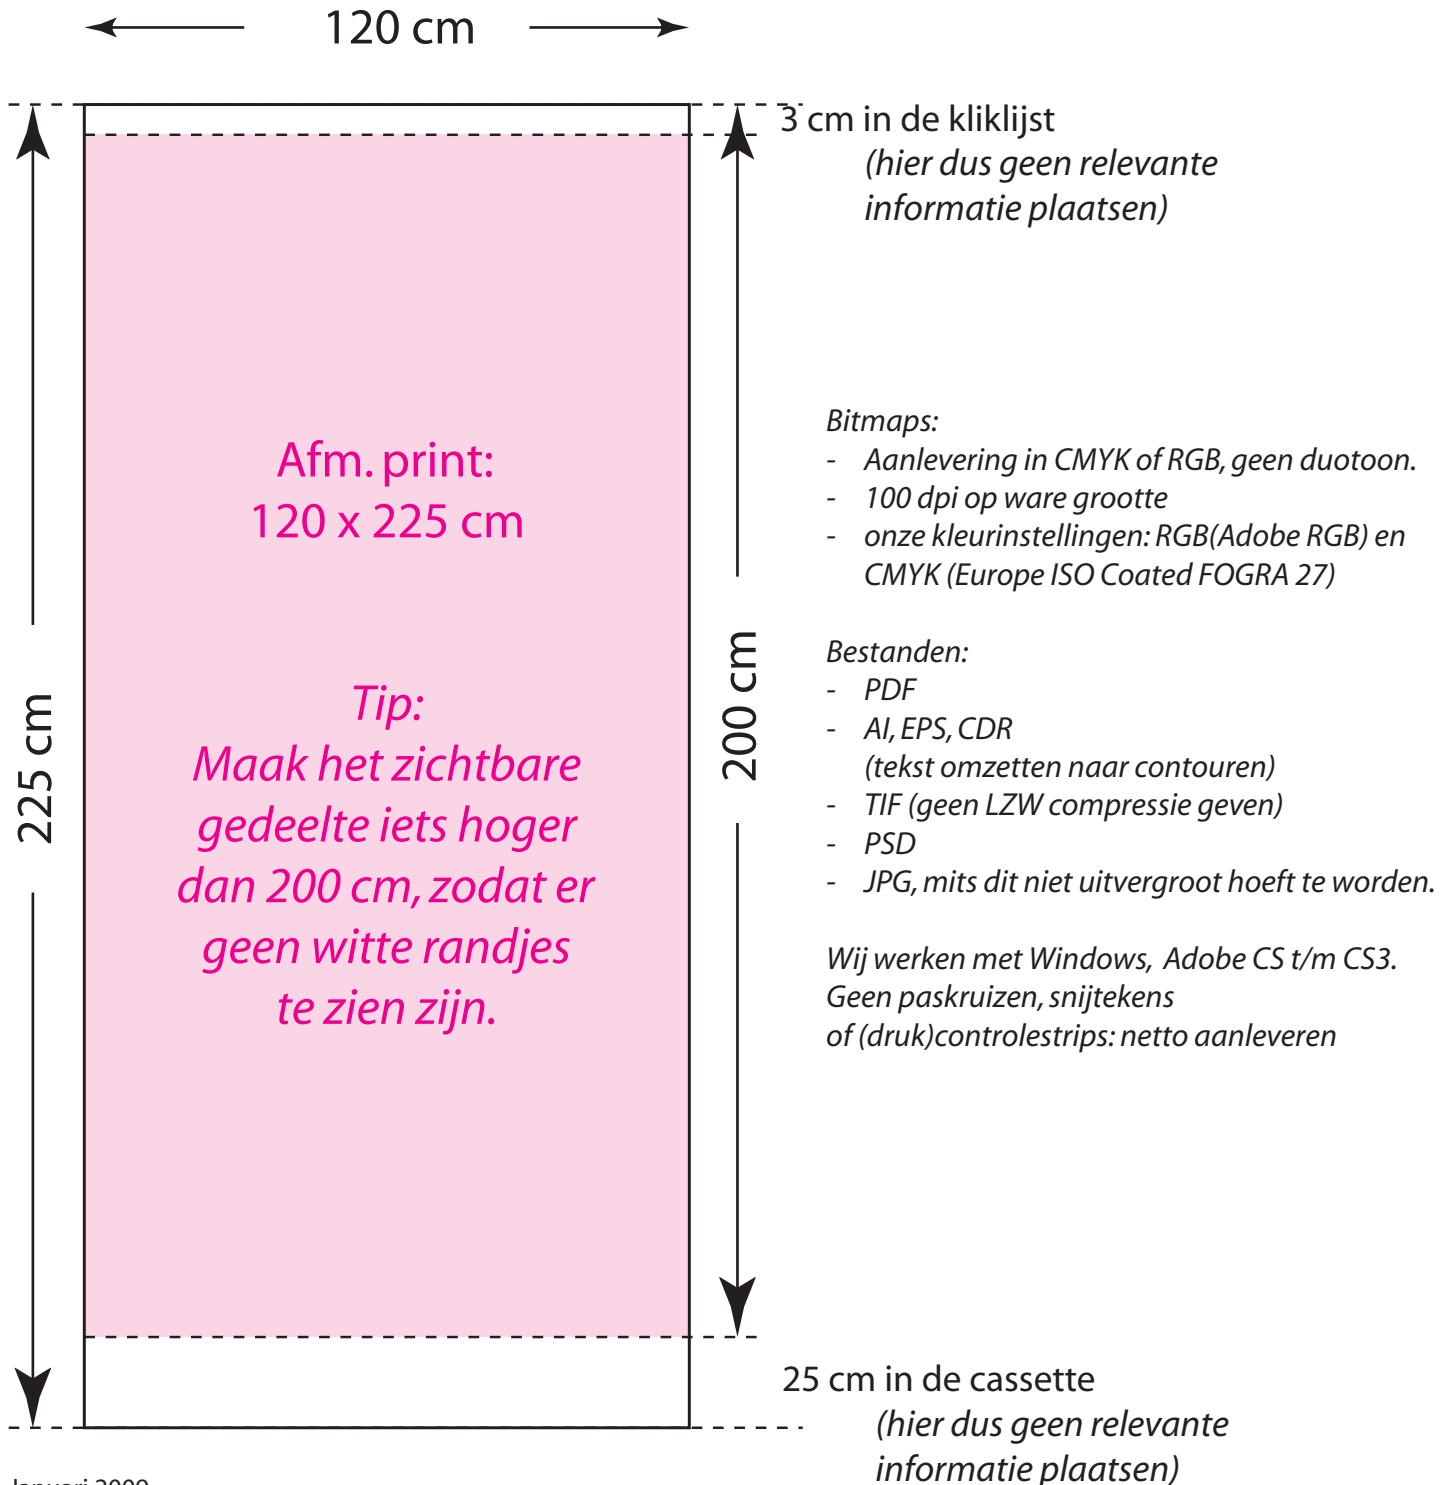 120 cm
3 cm in de kliklijst
(hier dus geen relevante
informatie plaatsen)
225 cm
200 cm
Afm. print:
120 x 225 cm
Tip:
Maak het zichtbare
gedeelte iets hoger
dan 200 cm, zodat er
geen witte randjes
te zien zijn.
Bitmaps:
- Aanlevering in CMYK of RGB, geen duotoon.
- 100 dpi op ware grootte
- onze kleurinstellingen: RGB(Adobe RGB) en
CMYK (Europe ISO Coated FOGRA 27)
Bestanden:
- PDF
- AI, EPS, CDR
(tekst omzetten naar contouren)
- TIF (geen LZW compressie geven)
- PSD
- JPG, mits dit niet uitvergroot hoeft te worden.
Wij werken met Windows, Adobe CS t/m CS3.
Geen paskruizen, snijtekens
of (druk)controlestrips: netto aanleveren
25 cm in de cassette
(hier dus geen relevante
informatie plaatsen)
Januari 2009